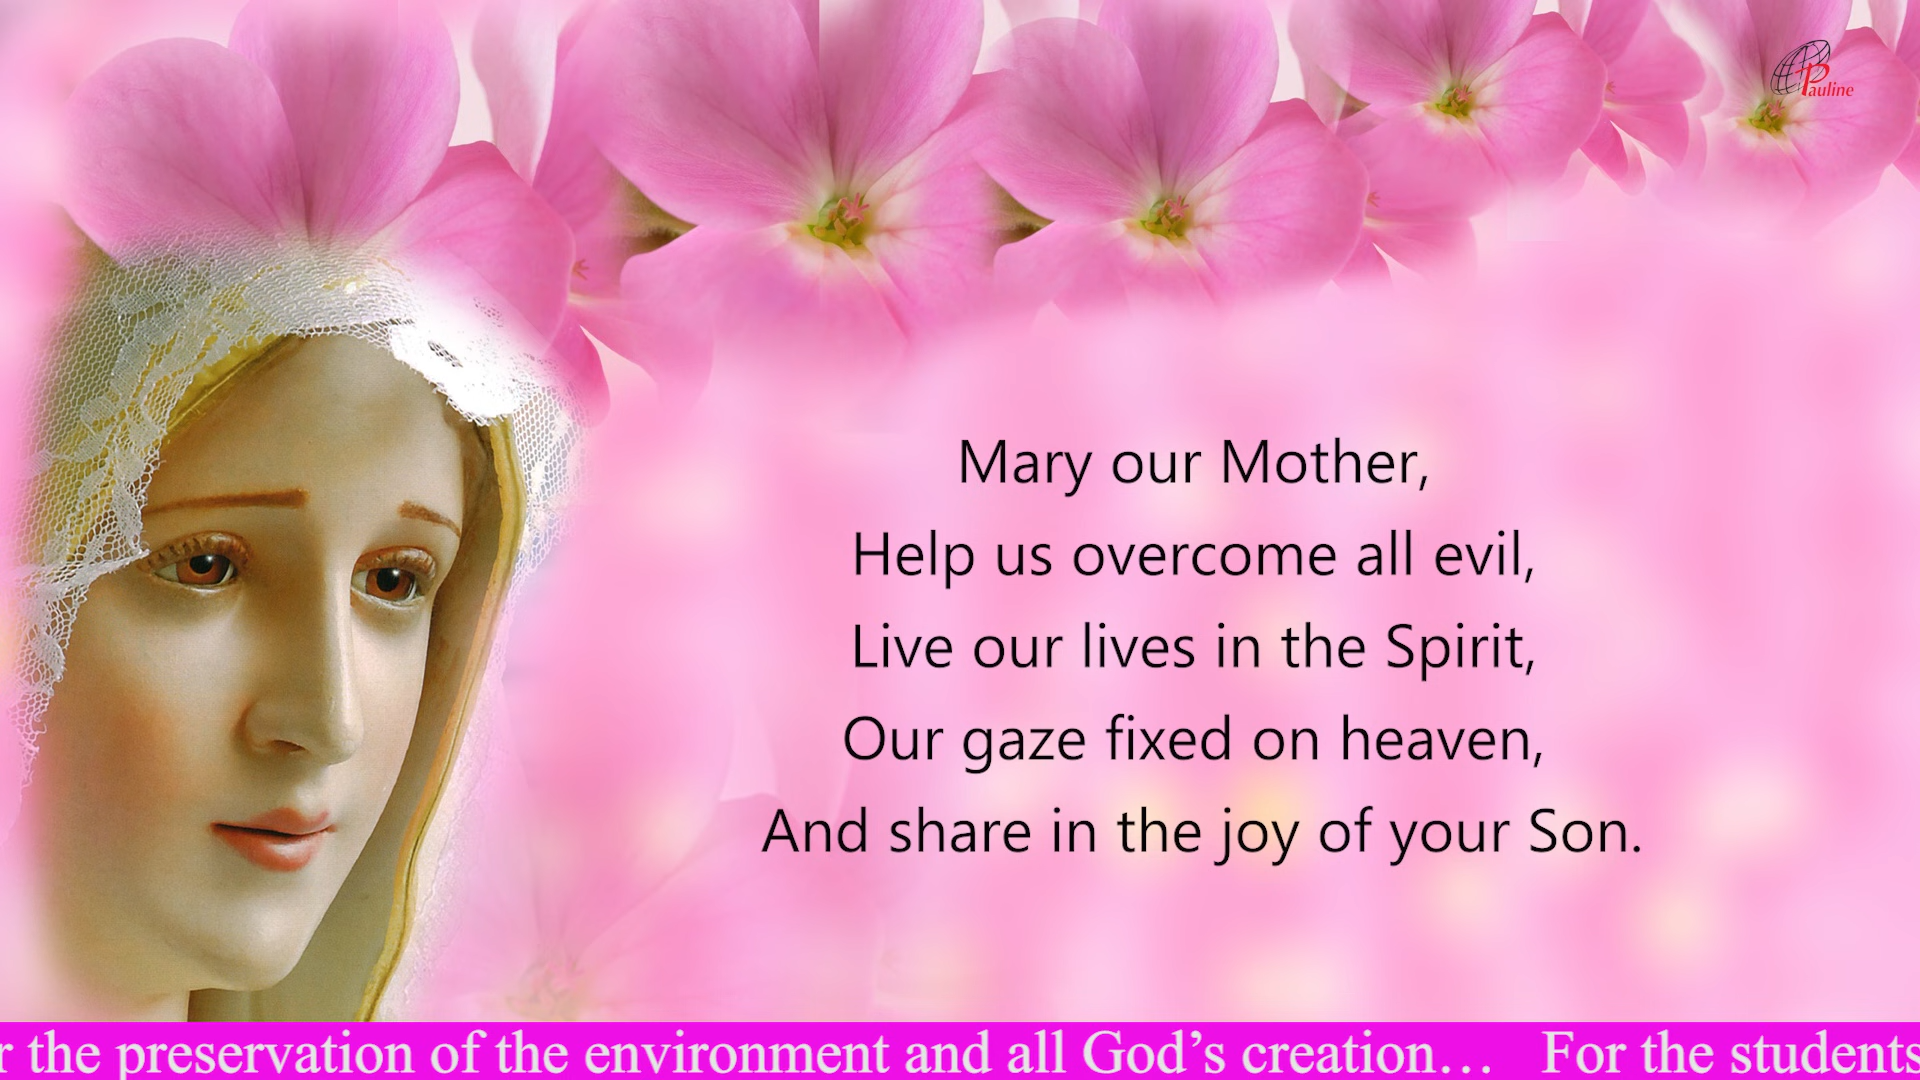 Pauline
Mary our Mother,
Help us overcome all evil,
Live our lives in the Spirit,
Our gaze fixed on heaven,
And share in the joy of your Son.
r the preservation of the environment and all God’s creation… For the students